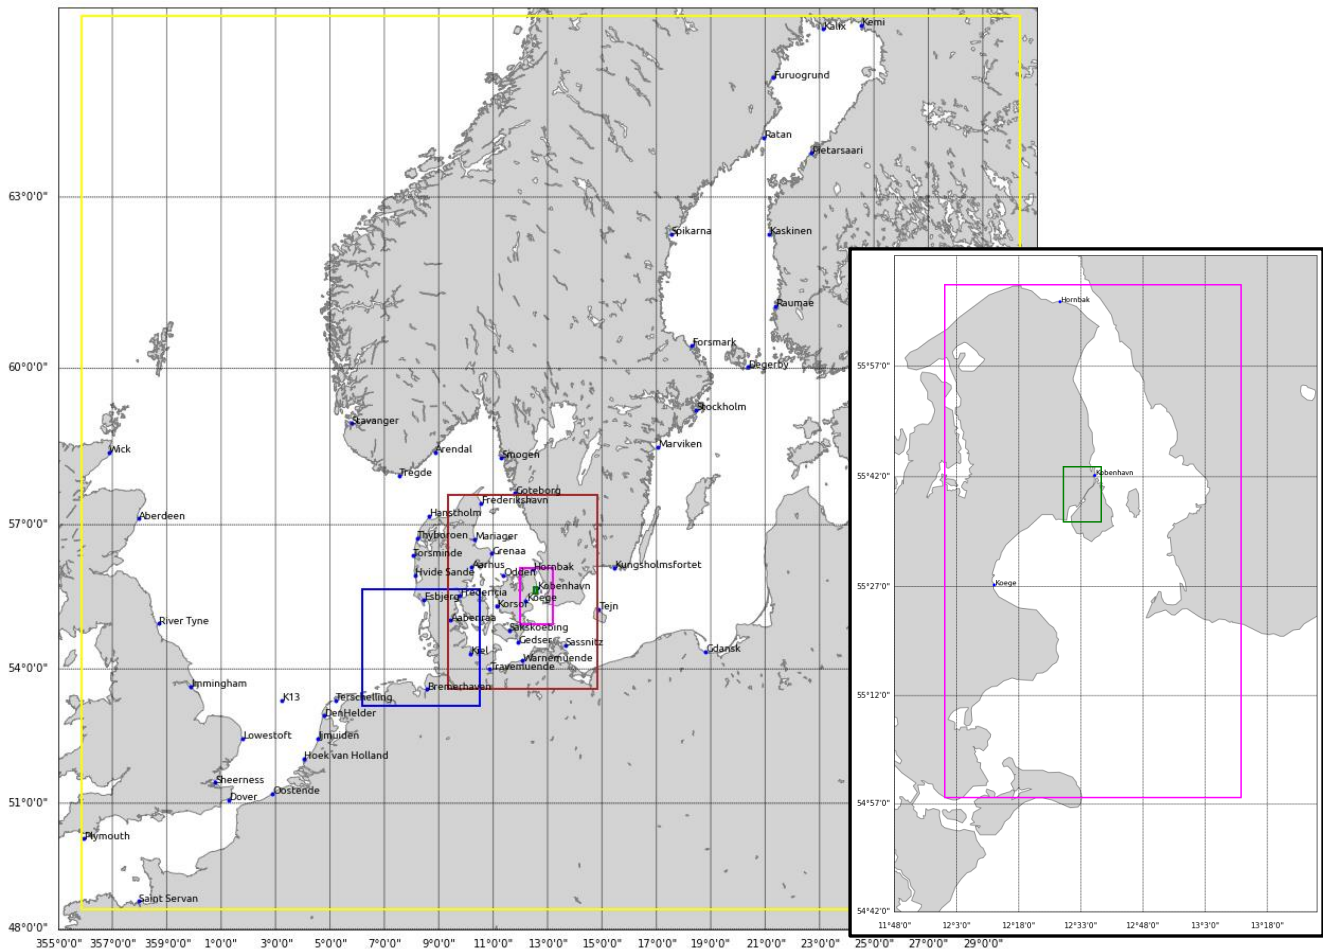 Kalix
Kemi
Furuogrund
Ratan
Pietarsaari
63°0'0"
Spikarna
Kaskinen
Raumae
Forsmark
60°0'0"
Degerby
Stockholm
Stavanger
Wick
Arendal
Smogen
Marviken
Tregde
Goteborg
Frederikshavn
Hanstholm
Aberdeen
57°0'0"
Thyboroen
Mariager
Torsminde
Grenaa
Aarhus
Hornbak
Kungsholmsfortet
Hvide Sande
Odden
København
Esbjerg
Fredericia
Korsor
Koege
Tejn
River Tyne
Aabenraa
Sakskoebing
Gedser
Sassnitz
Kiel
Gdansk
54°0'0"
Warnemuende
Travemuende
Immingham
Bremerhaven
K13
Terschelling
DenHelder
Lowestoft
Ijmuiden
Hoek van Holland
Sheerness
Oostende
51°0'0"
Dover
Plymouth
Saint Servan
48°0'0"
355°0'0" 357°0'0" 359°0'0" 1°0'0" 3°0'0" 5°0'0" 7°0'0" 9°0'0" 11°0'0" 13°0'0" 15°0'0" 17°0'0" 19°0'0" 21°0'0" 23°0'0" 25°0'0" 27°0'0" 29°0'0"
Hornbak
55°57'0"
København
55°42'0"
Koege
55°27'0"
55°12'0"
54°57'0"
54°42'0"
11°48'0" 12°3'0" 12°18'0" 12°33'0" 12°48'0" 13°3'0" 13°18'0"